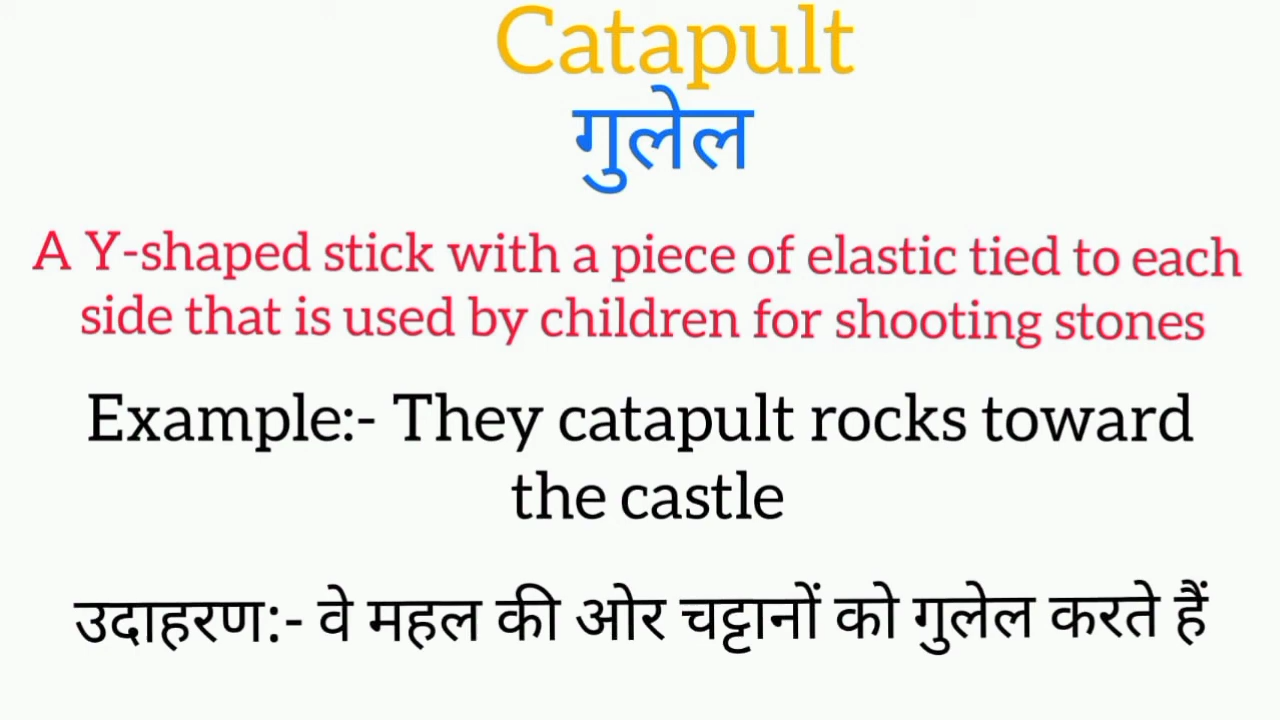 Catapult
गुलेल
A Y-shaped stick with a piece of elastic tied to each
side that is used by children for shooting stones
Example:- They catapult rocks toward
the castle
उदाहरण:- वे महल की ओर चट्टानों को गुलेल करते हैं